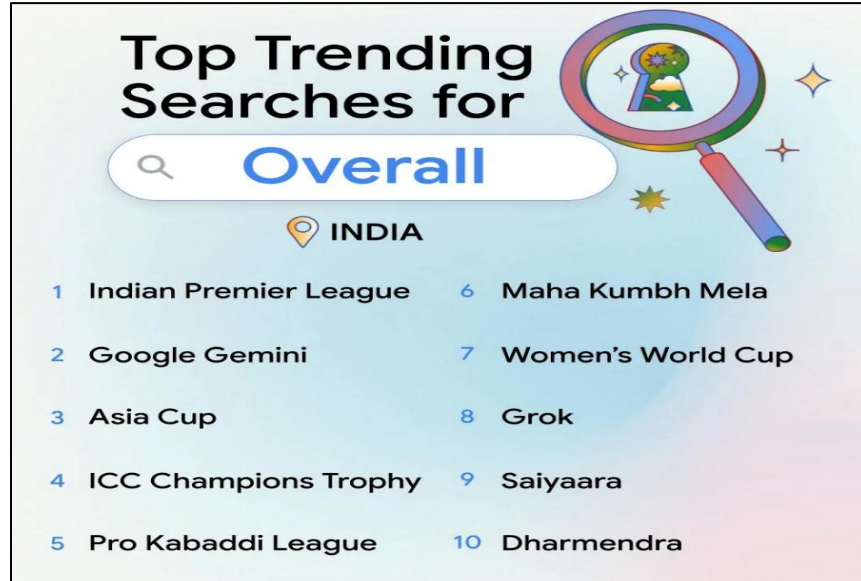 Top Trending
Searches for
Overall
INDIA
1 Indian Premier League
2 Google Gemini
3 Asia Cup
4 ICC Champions Trophy
5 Pro Kabaddi League
6 Maha Kumbh Mela
7 Women’s World Cup
8 Grok
9 Saiyaara
10 Dharmendra